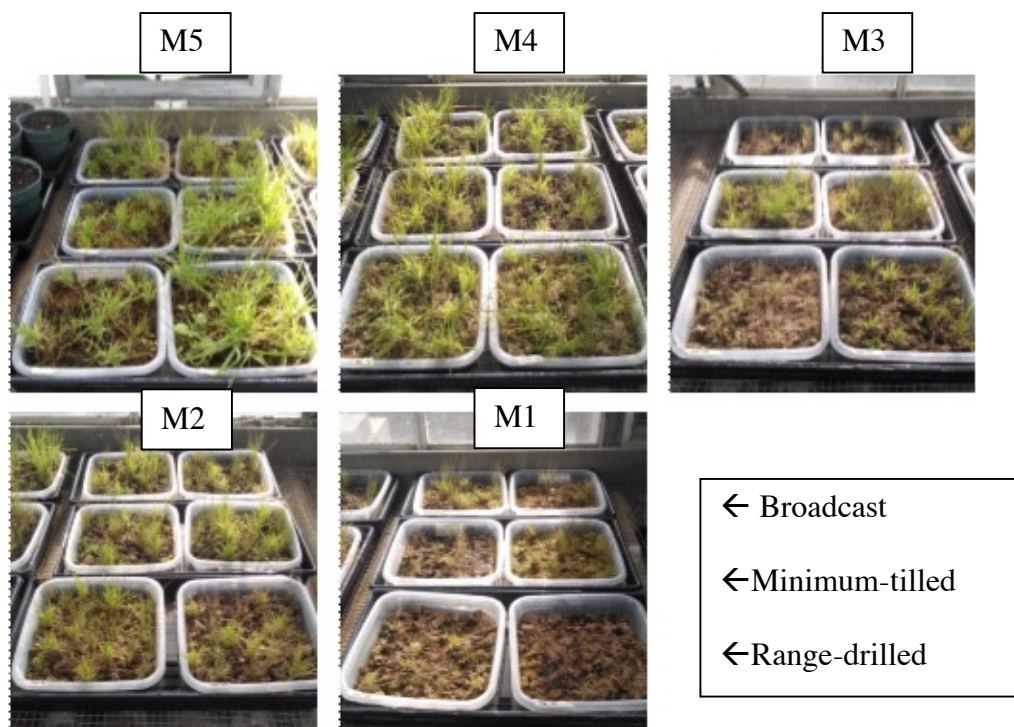 M5
M4
M3
M2
M1
← Broadcast
←Minimum-tilled
←Range-drilled